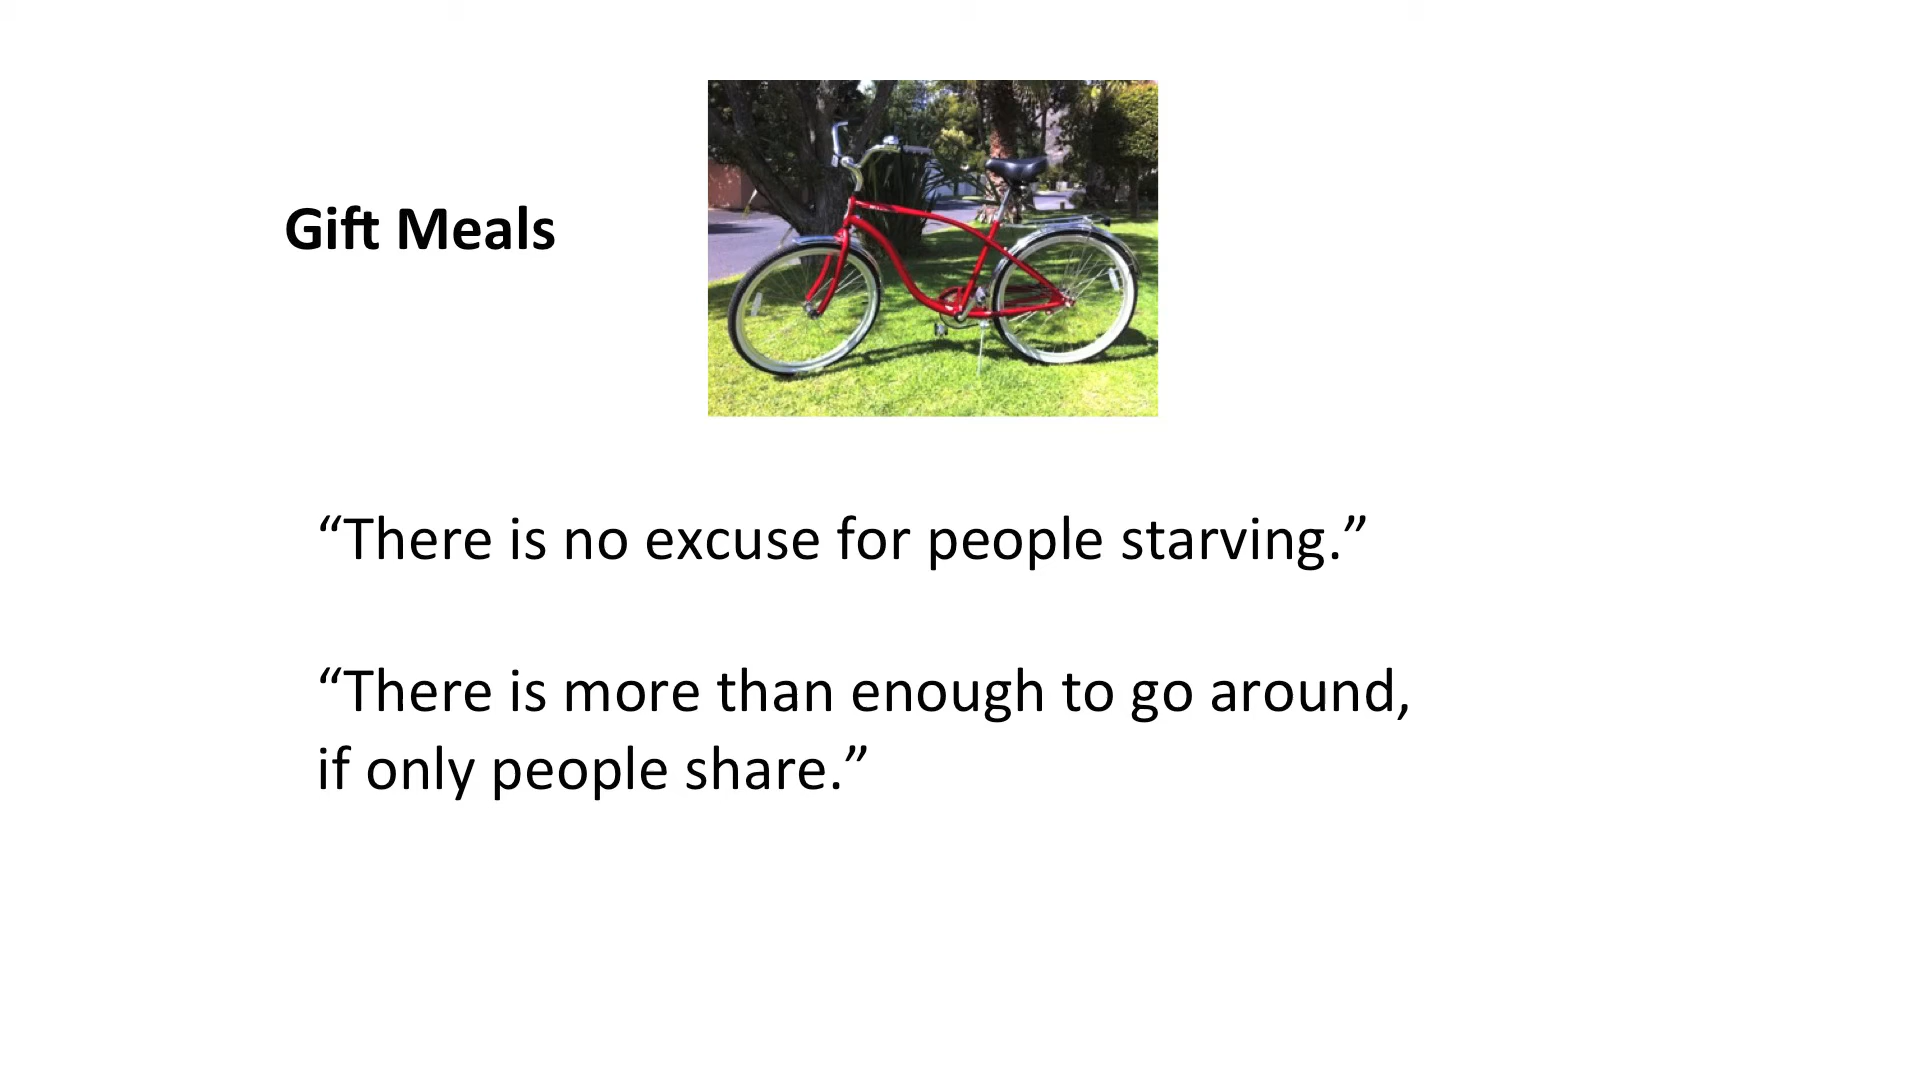 Gift Meals
“There is no excuse for people starving.”
“There is more than enough to go around,
if only people share.”